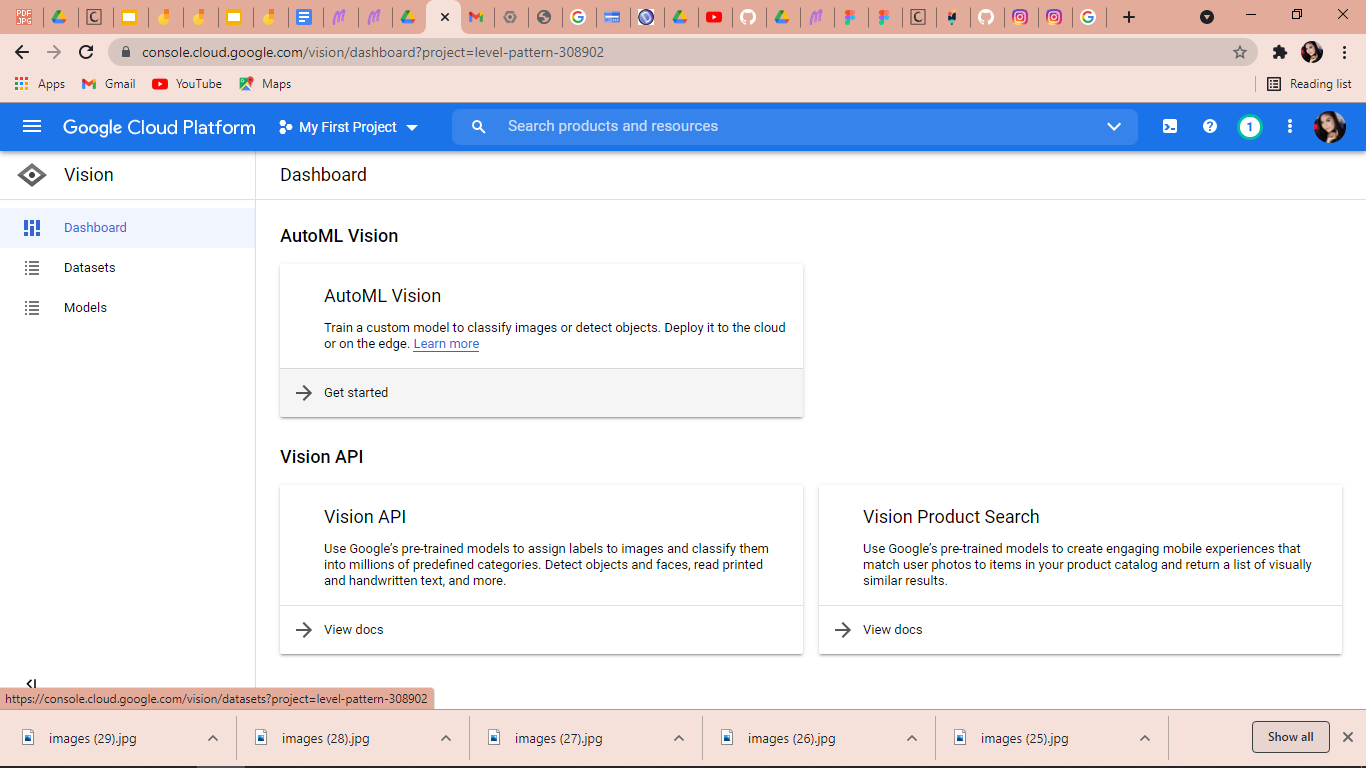 console.cloud.google.com/vision/dashboard?project=level-pattern-308902
Apps Gmail YouTube Maps Reading list
Google Cloud Platform My First Project Search products and resources 1
Vision
Dashboard
Datasets
Models
Dashboard
AutoML Vision
AutoML Vision
Train a custom model to classify images or detect objects. Deploy it to the cloud
or on the edge. Learn more
Get started
Vision API
Vision API
Use Google's pre-trained models to assign labels to images and classify them
into millions of predefined categories. Detect objects and faces, read printed
and handwritten text, and more.
View docs
Vision Product Search
Use Google's pre-trained models to create engaging mobile experiences that
match user photos to items in your product catalog and return a list of visually
similar results.
View docs
https://console.cloud.google.com/vision/datasets?project=level-pattern-308902
images (29).jpg images (28).jpg images (27).jpg images (26).jpg images (25).jpg Show all